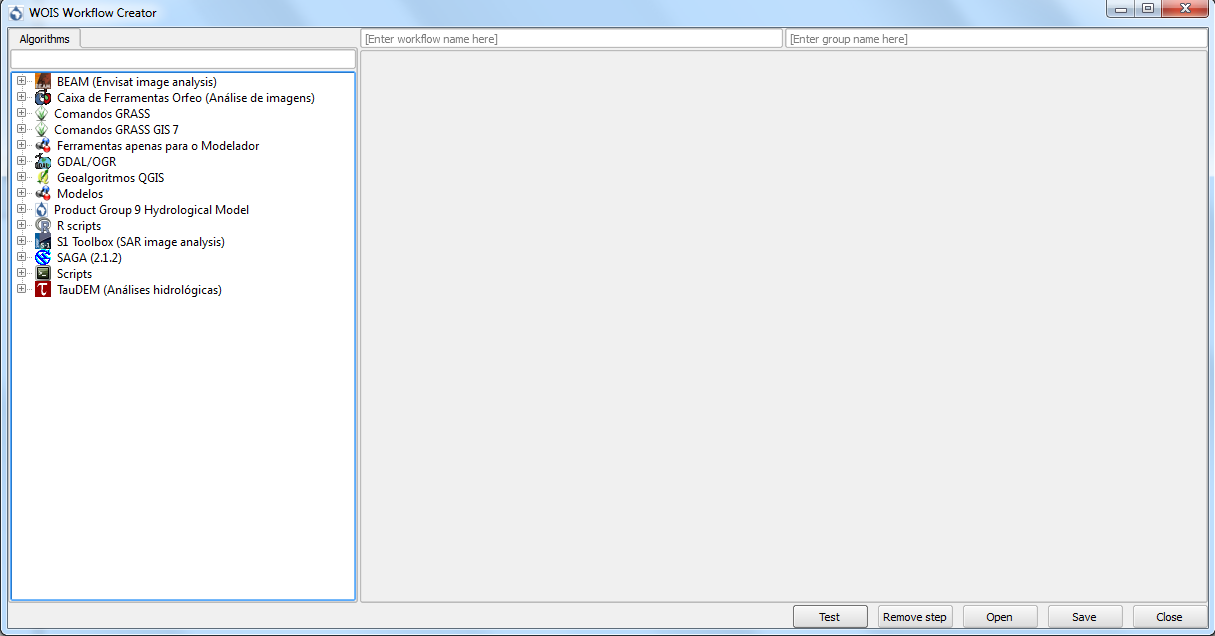 WOIS Workflow Creator
Algorithms
[Enter workflow name here]
[Enter group name here]
BEAM (Envisat image analysis)
Caixa de Ferramentas Orfeo (Análise de imagens)
Comandos GRASS
Comandos GRASS GIS 7
Ferramentas apenas para o Modelador
GDAL/OGR
Geoalgoritmos QGIS
Modelos
Product Group 9 Hydrological Model
R scripts
S1 Toolbox (SAR image analysis)
SAGA (2.1.2)
Scripts
TauDEM (Análises hidrológicas)
Test
Remove step
Open
Save
Close